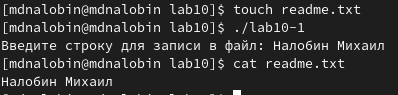 [mdnalobin@mdnalobin lab10]$ touch readme.txt
[mdnalobin@mdnalobin lab10]$ ./lab10-1
Введите строку для записи в файл: Налобин Михаил
[mdnalobin@mdnalobin lab10]$ cat readme.txt
Налобин Михаил